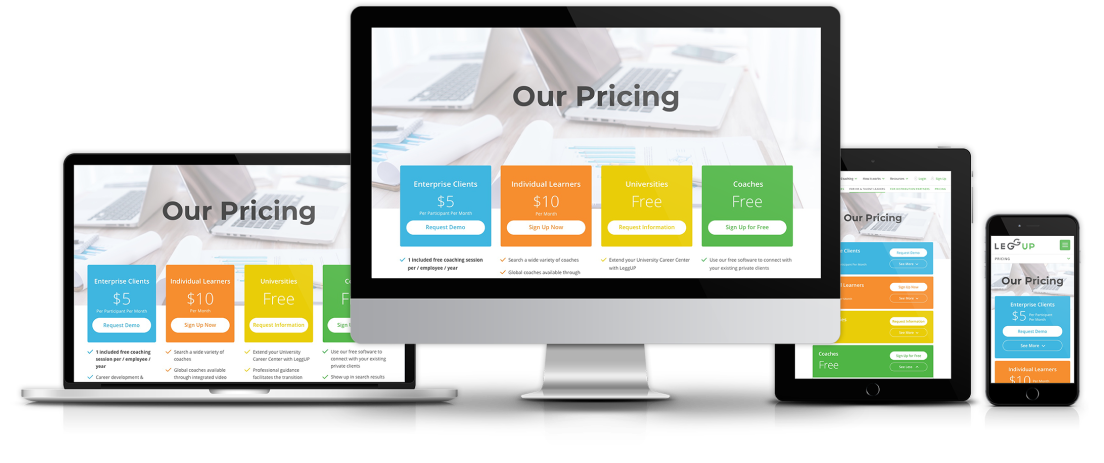 Our Pricing
Enterprise Clients
$5
Per Participant Per Month
Request Demo
Individual Learners
$10
Per Month
Sign Up Now
Universities
Free
Request Information
Coaches
Free
Sign Up for Free
1 included free coaching session
per / employee / year
Search a wide variety of coaches
Global coaches available through
Extend your University Career Center
with LeggUP
Use our free software to connect with
your existing private clients
Our Pricing
Enterprise Clients
$5
Per Participant Per Month
Request Demo
Individual Learners
$10
Per Month
Sign Up Now
Universities
Free
Request Information
Sign
1 included free coaching
session per / employee /
year
Career development &
Search a wide variety of
coaches
Global coaches available
through integrated video
Extend your University
Career Center with LeggUP
Professional guidance
facilitates the transition
Use our free software to
connect with your existing
private clients
Show up in search results
Our Pricing
Clients
Request Demo
See More
Learners
Sign Up Now
See More
Request Information
See More
Coaches
Free
Sign Up for Free
See More
LEGGUP
PRICING
Our Pricing
Enterprise Clients
$5
Per Participant
Per Month
Request Demo
See More
Individual Learners
$10
Per Month